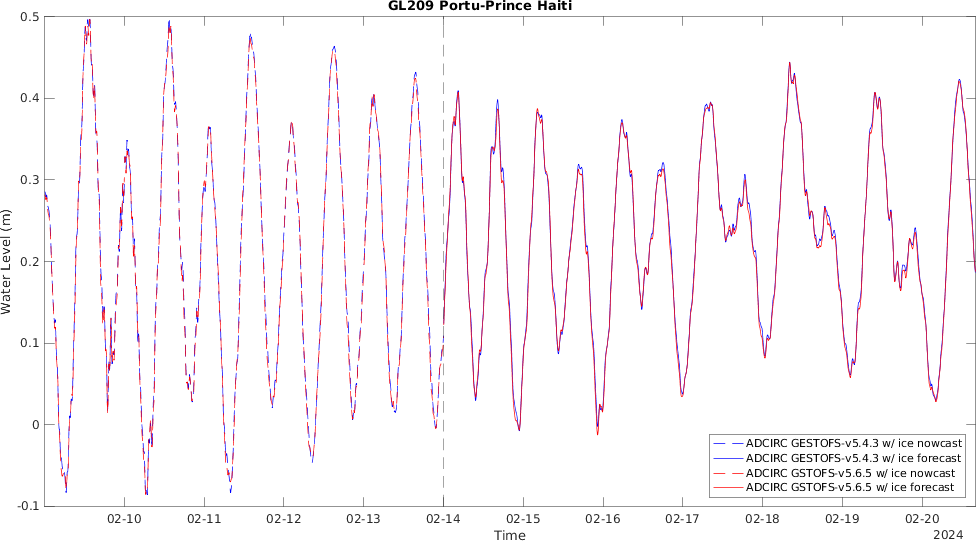 GL209 Portu-Prince Haiti
0.5
0.4
0.3
0.2
0.1
0
-0.1
Water Level (m)
ADCIRC GESTOFS-v5.4.3 w/ ice nowcast
ADCIRC GESTOFS-v5.4.3 w/ ice forecast
ADCIRC GSTOFS-v5.6.5 w/ ice nowcast
ADCIRC GSTOFS-v5.6.5 w/ ice forecast
02-10 02-11 02-12 02-13 02-14 02-15 02-16 02-17 02-18 02-19 02-20
Time 2024